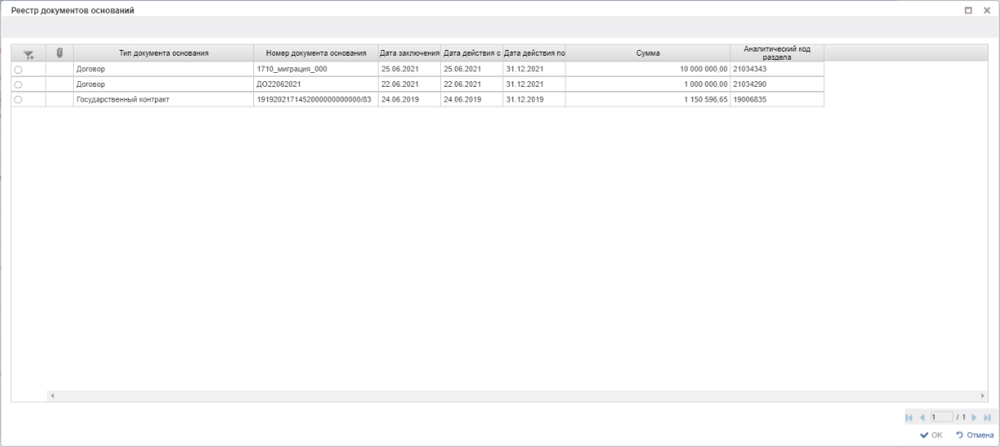 Реестр документов оснований
Тип документа основания Номер документа основания Дата заключения Дата действия с Дата действия по Сумма Аналитический код
раздела
Договор 1710_миграция_000 25.06.2021 25.06.2021 31.12.2021 10 000 000,00 21034343
Договор ДО22062021 22.06.2021 22.06.2021 31.12.2021 1 000 000,00 21034290
Государственный контракт 24.06.2019 24.06.2019 31.12.2019 1 150 596,65 19006835
1 / 1
OK Отмена